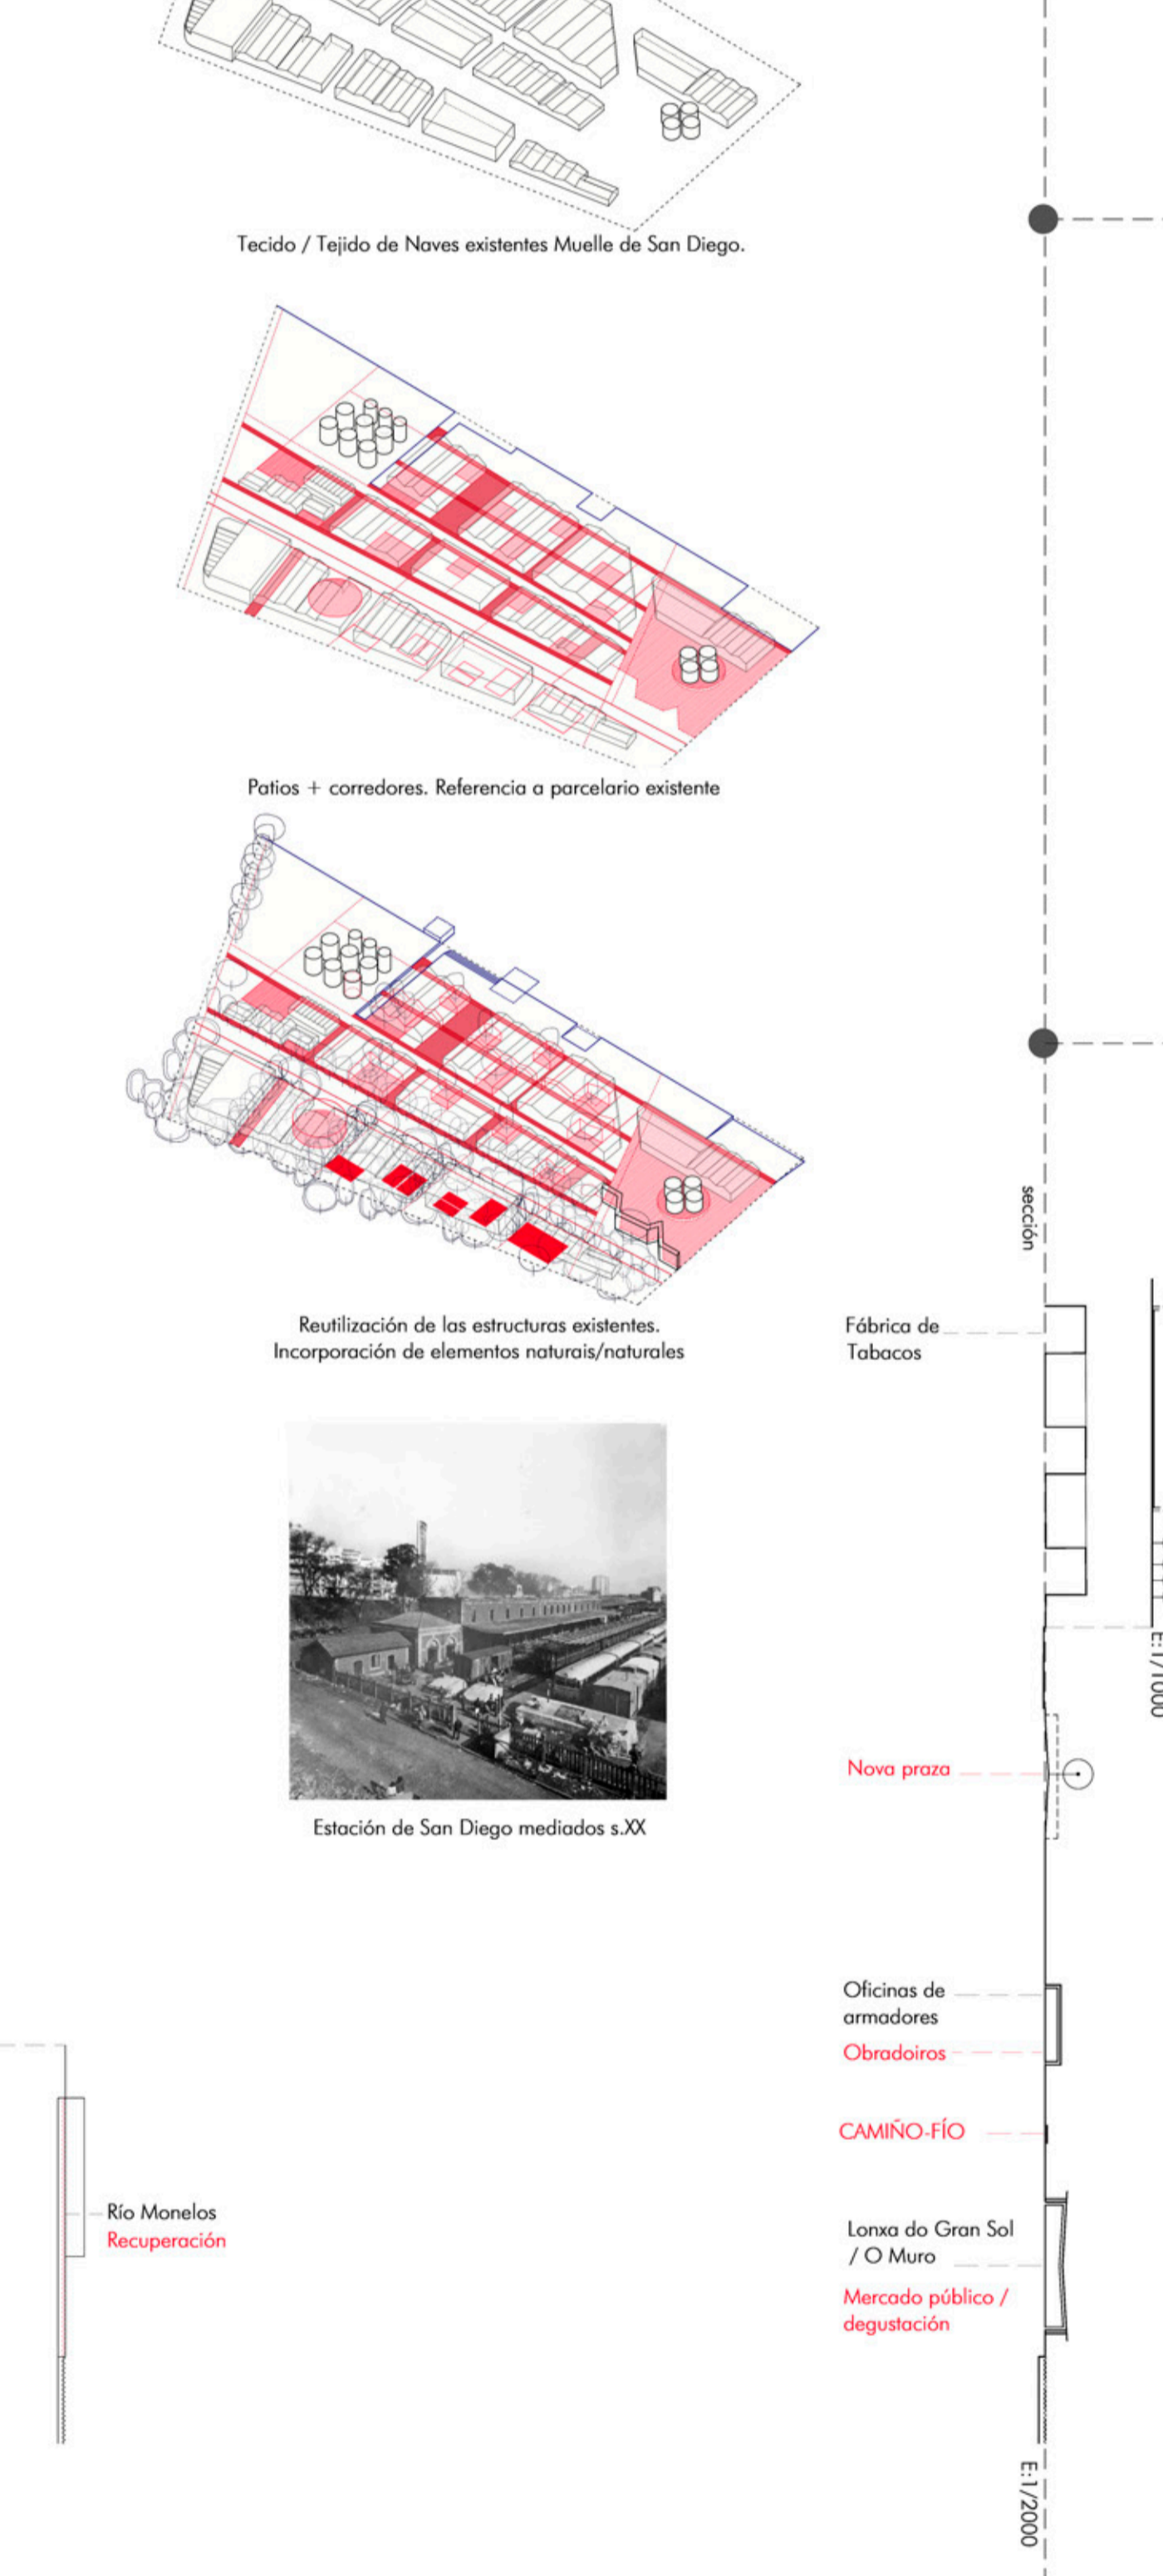 Tecido / Tejido de Naves existentes Muelle de San Diego.
Patios + corredores. Referencia a parcelario existente
Reutilización de las estructuras existentes.
Incorporación de elementos naturais/naturales
Estación de San Diego mediados s.XX
Río Monelos
Recuperación
sección
Fábrica de
Tabacos
E:1/1000
Nova praza
Oficinas de
armadores
Obradoiros
CAMIÑO-FÍO
Lonxa do Gran Sol
/ O Muro
Mercado público /
degustación
E:1/2000